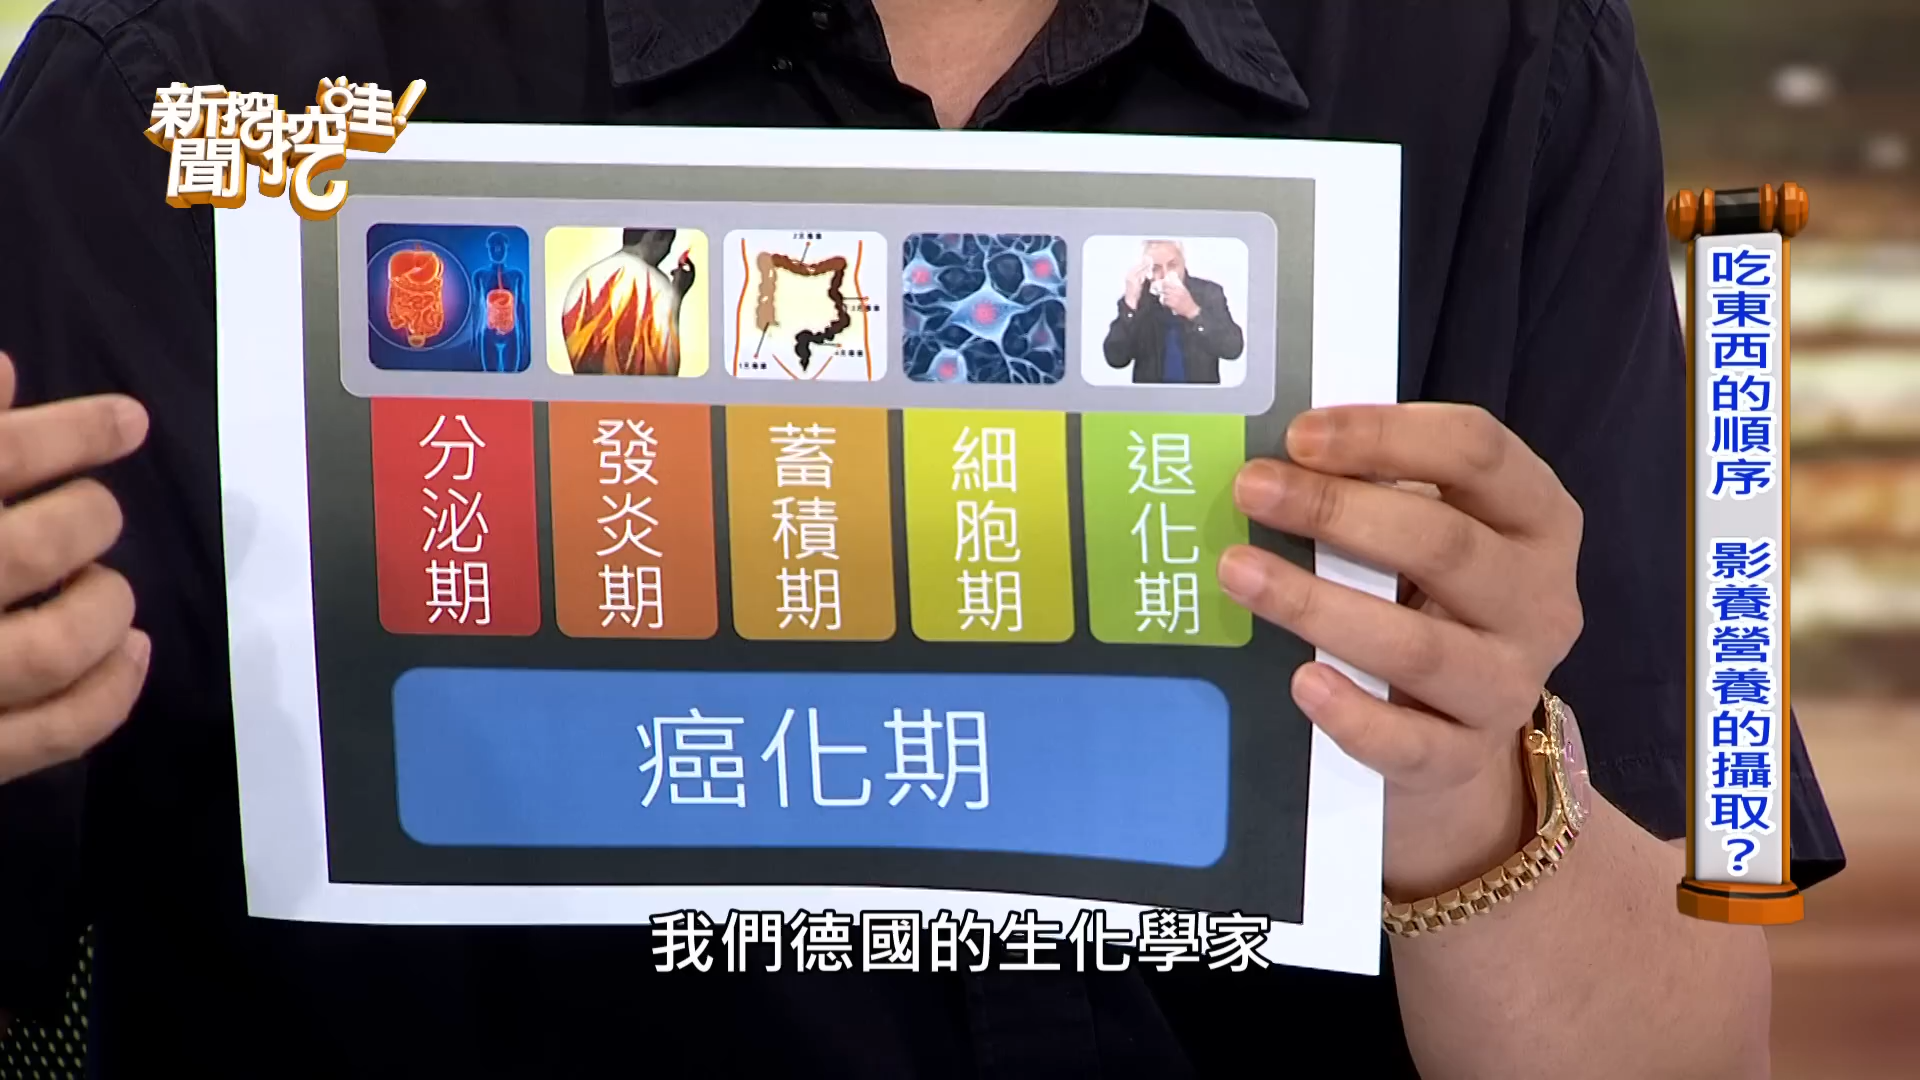 新聞挖挖哇!
分泌期
發炎期
蓄積期
細胞期
退化期
癌化期
吃東西的順序 影養營養的攝取?
我們德國的生化學家